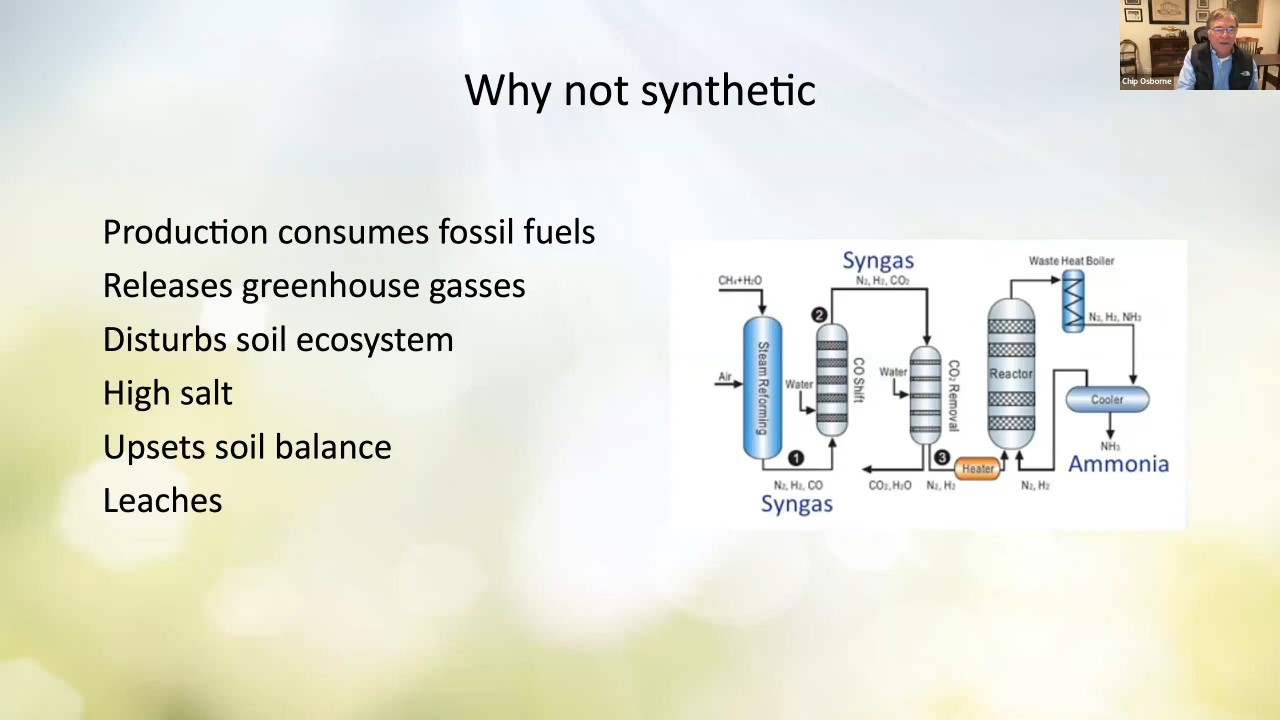 Chip Osborne
Why not synthetic
Production consumes fossil fuels
Releases greenhouse gasses
Disturbs soil ecosystem
High salt
Upsets soil balance
Leaches
Syngas
N₂, H₂, CO₂
Waste Heat Boiler
CH₄+H₂O
2
N₂, H₂, NH₃
Steam Reforming
CO Shift
CO₂ Removal
Reactor
Air
Water
Water
Cooler
NH₃
Ammonia
1
3
Heater
N₂, H₂, CO
CO₂, H₂O
N₂, H₂
N₂, H₂
Syngas